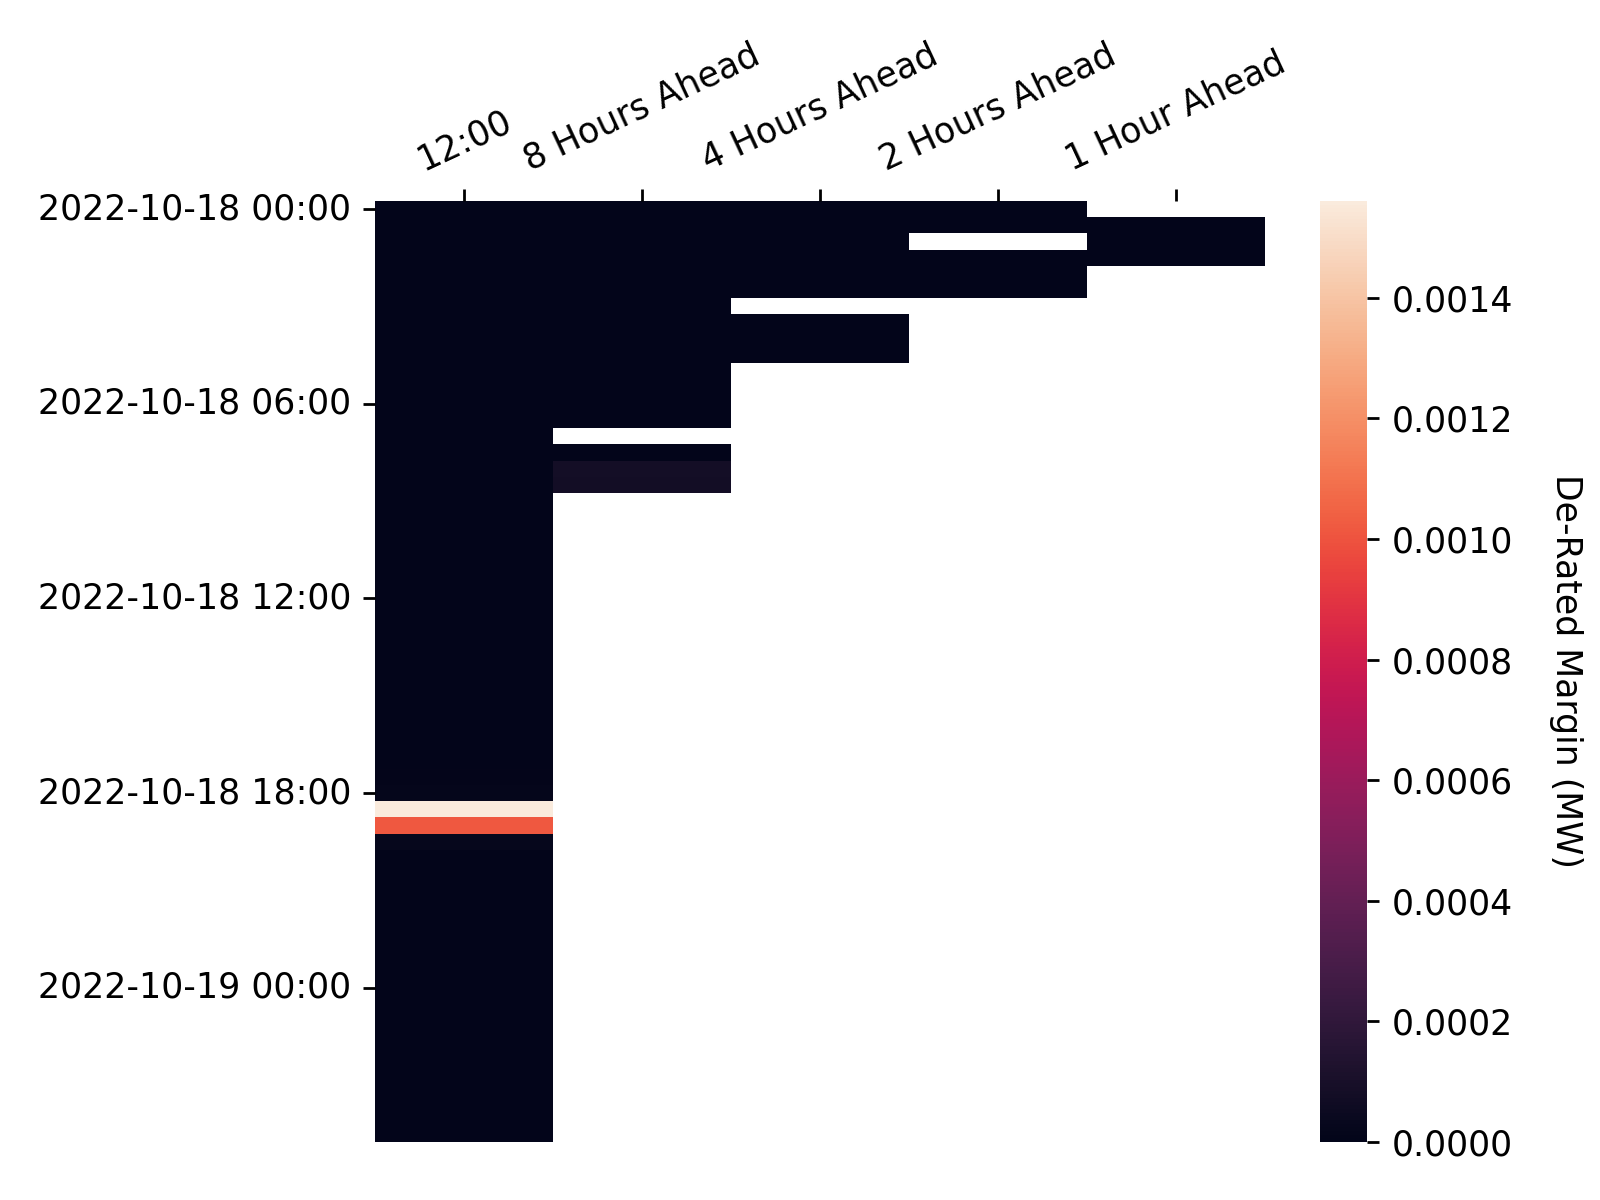 12:00
8 Hours Ahead
4 Hours Ahead
2 Hours Ahead
1 Hour Ahead
2022-10-18 00:00
2022-10-18 06:00
2022-10-18 12:00
2022-10-18 18:00
2022-10-19 00:00
0.0014
0.0012
0.0010
0.0008
0.0006
0.0004
0.0002
0.0000
De-Rated Margin (MW)